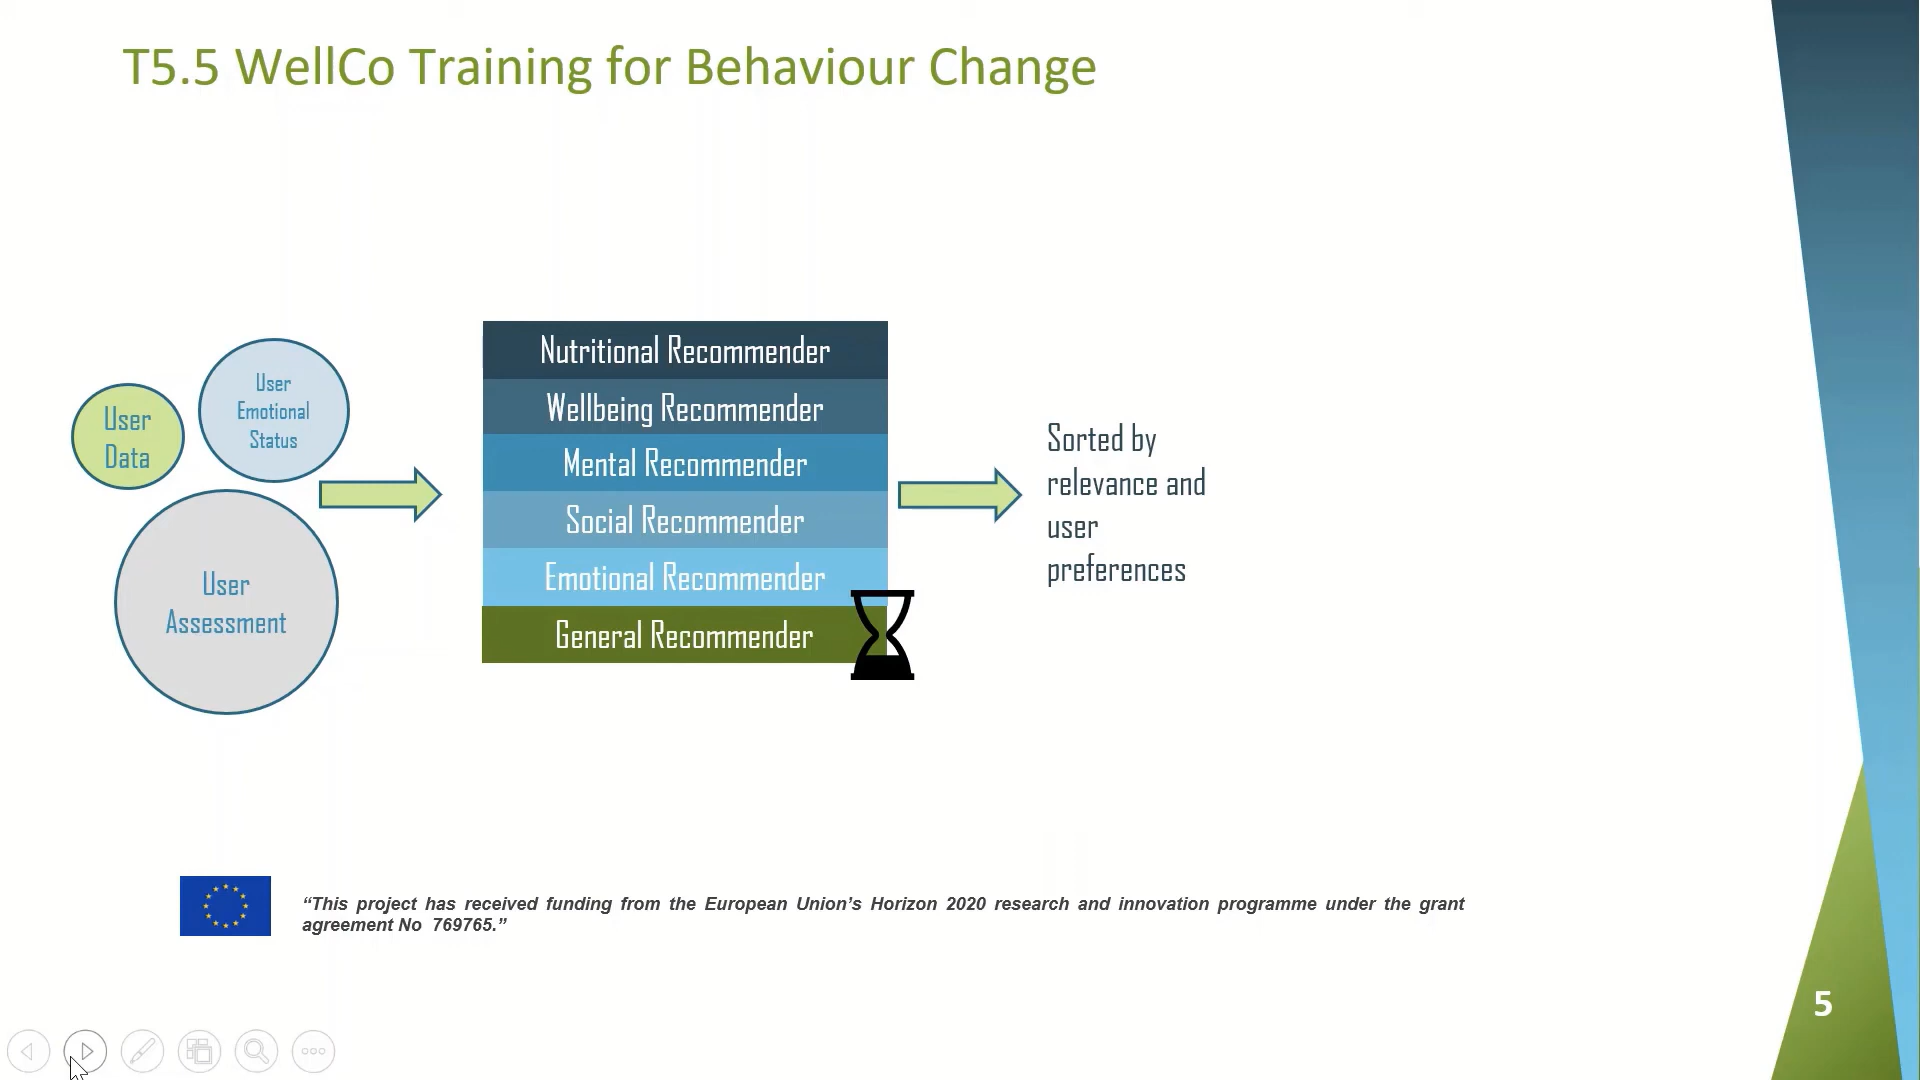 T5.5 WellCo Training for Behaviour Change
User
Data
User
Emotional
Status
User
Assessment
Nutritional Recommender
Wellbeing Recommender
Mental Recommender
Social Recommender
Emotional Recommender
General Recommender
Sorted by
relevance and
user
preferences
“This project has received funding from the European Union’s Horizon 2020 research and innovation programme under the grant
agreement No 769765.”
5